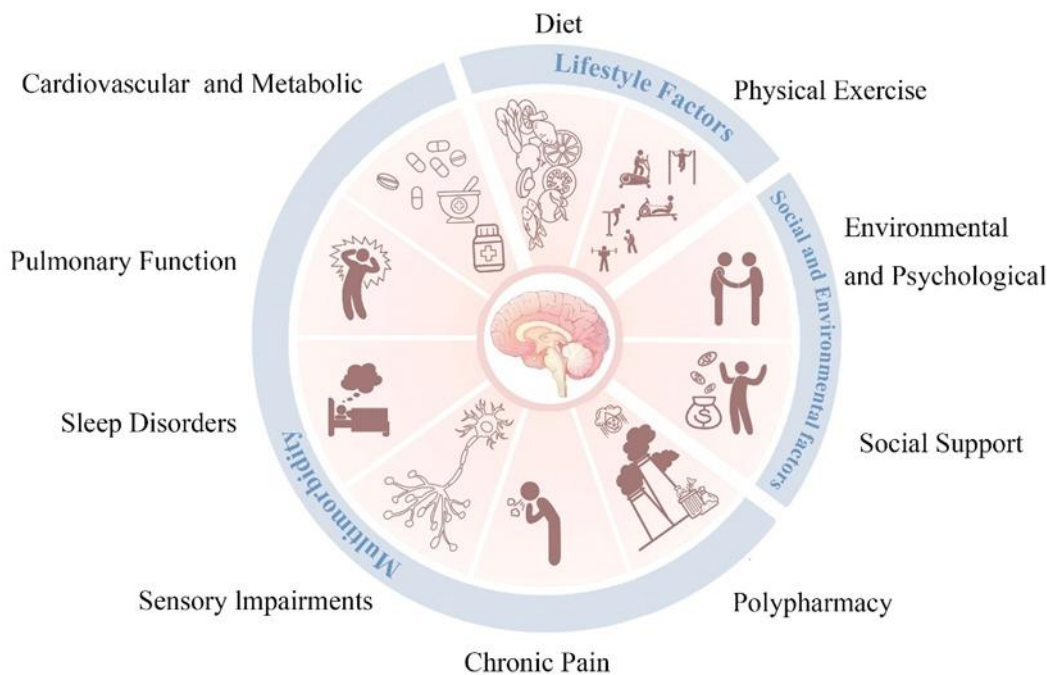 Diet
Lifestyle Factors
Physical Exercise
Cardiovascular and Metabolic
Environmental
and Psychological
Social and Environmental factors
Pulmonary Function
Sleep Disorders
Social Support
Multimorbidity
Sensory Impairments
Polypharmacy
Chronic Pain
$
$
$
$
$